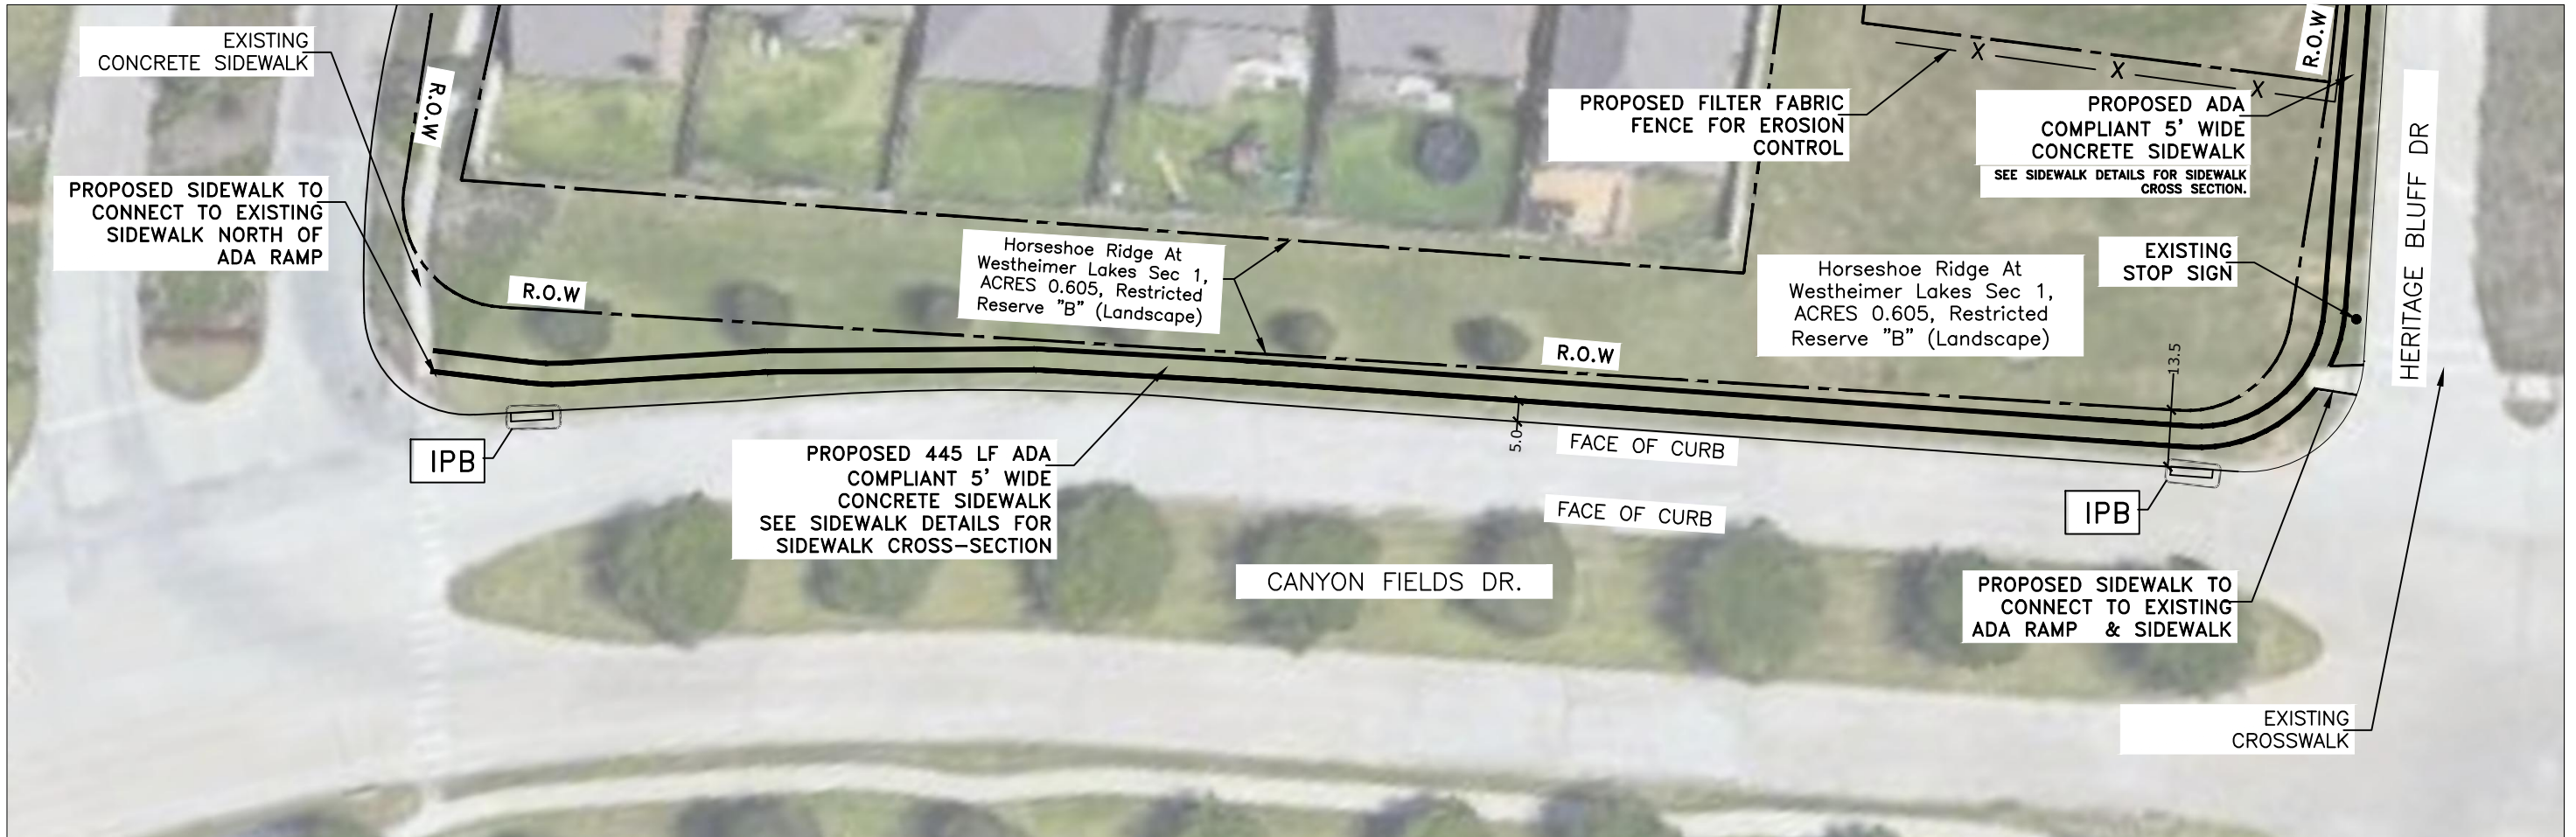 EXISTING
CONCRETE SIDEWALK
R.O.W
PROPOSED SIDEWALK TO
CONNECT TO EXISTING
SIDEWALK NORTH OF
ADA RAMP
R.O.W
IPB
PROPOSED 445 LF ADA
COMPLIANT 5' WIDE
CONCRETE SIDEWALK
SEE SIDEWALK DETAILS FOR
SIDEWALK CROSS-SECTION
Horseshoe Ridge At
Westheimer Lakes Sec 1,
ACRES 0.605, Restricted
Reserve "B" (Landscape)
R.O.W
5.0
FACE OF CURB
FACE OF CURB
CANYON FIELDS DR.
PROPOSED FILTER FABRIC
FENCE FOR EROSION
CONTROL
X
X
X
R.O.W
PROPOSED ADA
COMPLIANT 5' WIDE
CONCRETE SIDEWALK
SEE SIDEWALK DETAILS FOR SIDEWALK
CROSS SECTION.
Horseshoe Ridge At
Westheimer Lakes Sec 1,
ACRES 0.605, Restricted
Reserve "B" (Landscape)
EXISTING
STOP SIGN
HERITAGE BLUFF DR
13.5
IPB
PROPOSED SIDEWALK TO
CONNECT TO EXISTING
ADA RAMP & SIDEWALK
EXISTING
CROSSWALK